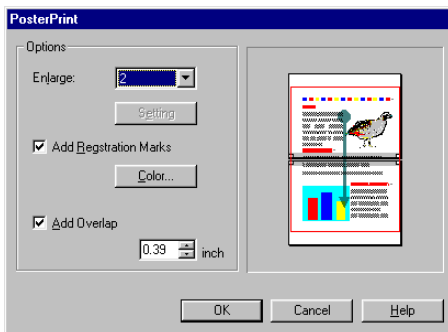 PosterPrint
Options
Enlarge: 2
Setting
Add Regstration Marks
Color...
Add Overlap
0.39 inch
OK Cancel Help